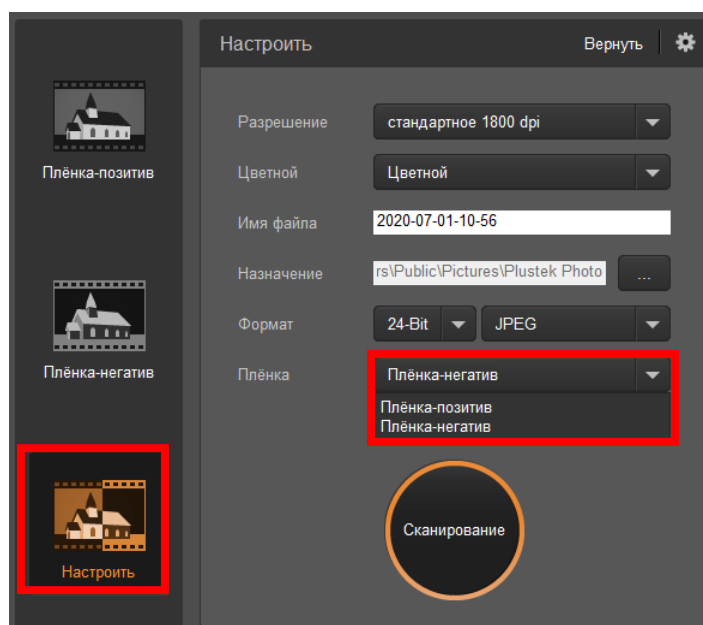 Настроить
Вернуть
Плёнка-позитив
Плёнка-негатив
Настроить
Разрешение
стандартное 1800 dpi
Цветной
Цветной
Имя файла
2020-07-01-10-56
Назначение
rs\Public\Pictures\Plustek Photo
...
Формат
24-Bit
JPEG
Плёнка
Плёнка-негатив
Плёнка-позитив
Плёнка-негатив
Сканирование